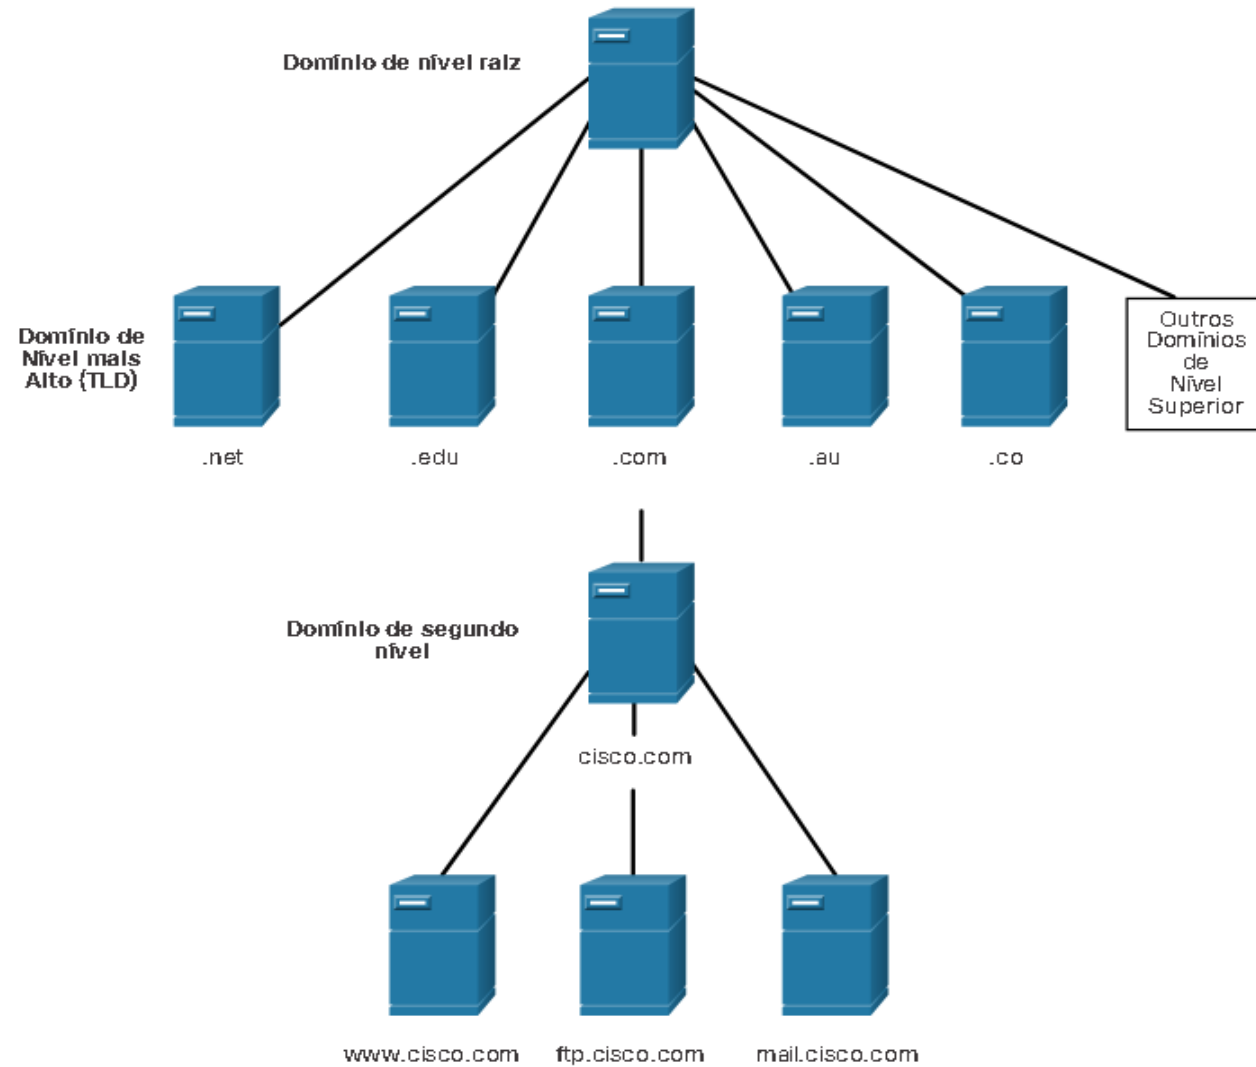 Domínio de nível raiz
Domínio de
Nível mais
Alto (TLD)
Outros
Domínios
de
Nível
Superior
.net
.edu
.com
.au
.co
Domínio de segundo
nível
cisco.com
www.cisco.com
ftp.cisco.com
mail.cisco.com